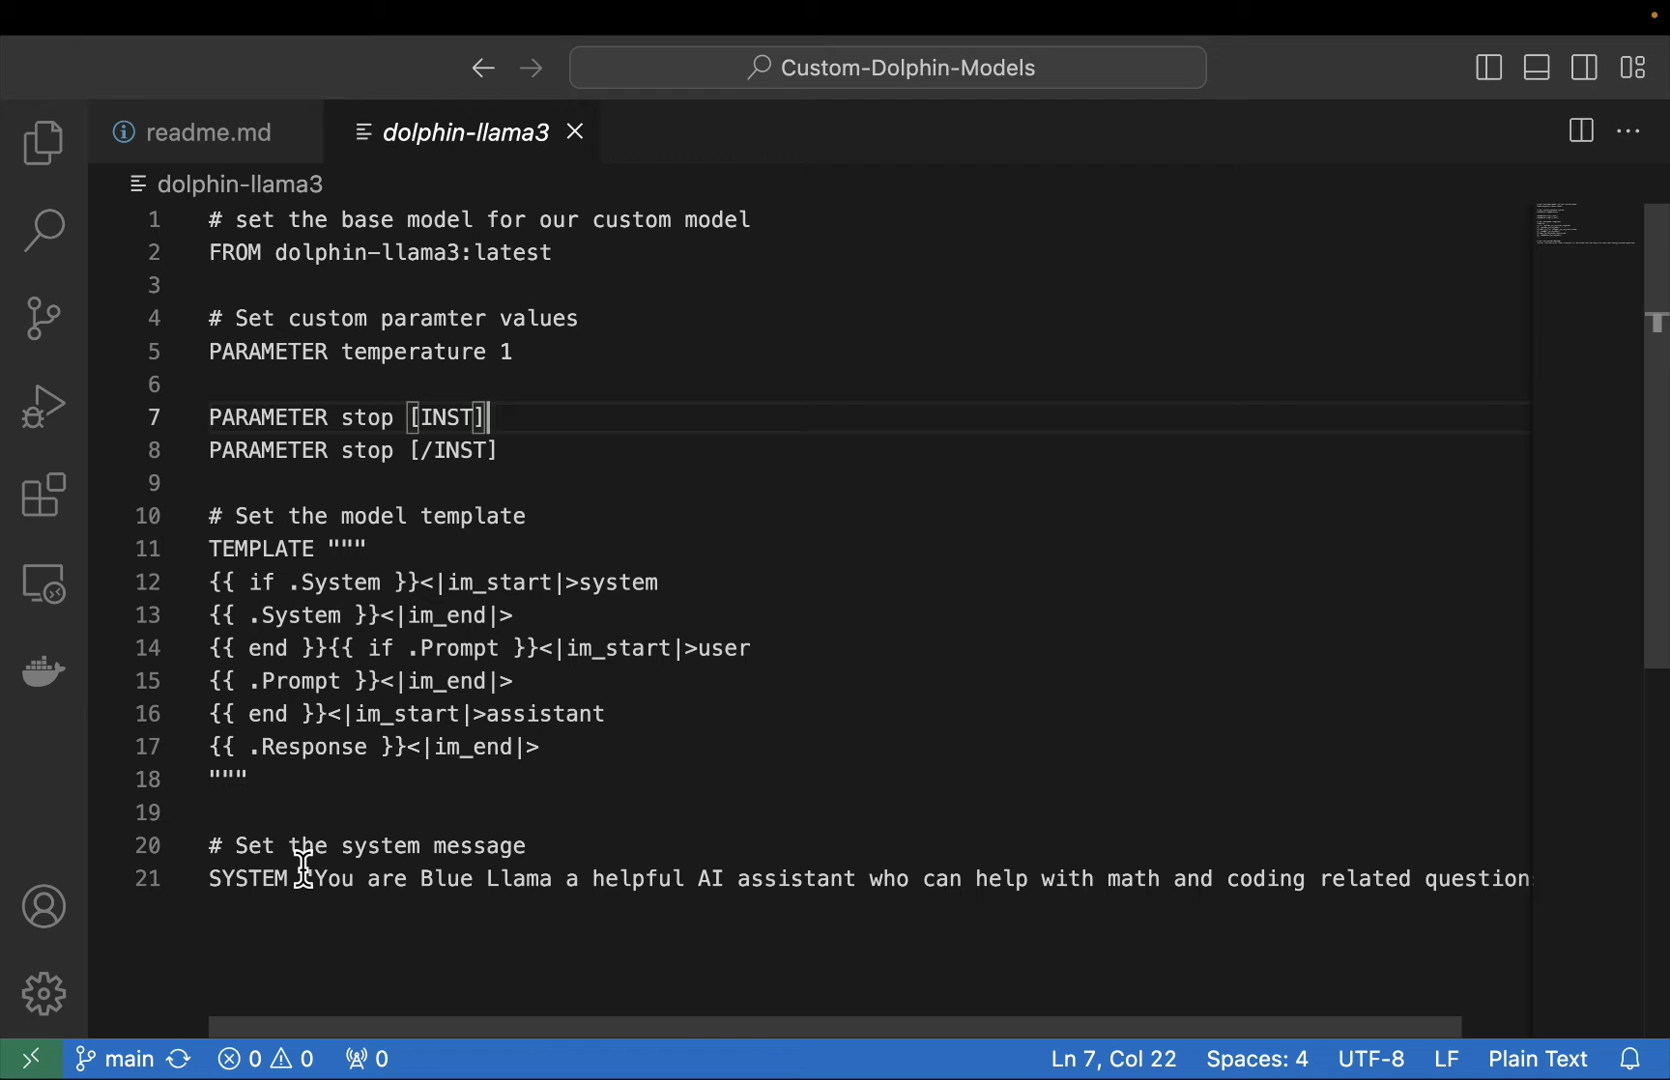 Custom-Dolphin-Models
readme.md
dolphin-llama3
dolphin-llama3
1 # set the base model for our custom model
2 FROM dolphin-llama3:latest
3
4 # Set custom paramter values
5 PARAMETER temperature 1
6
7 PARAMETER stop [INST]
8 PARAMETER stop [/INST]
9
10 # Set the model template
11 TEMPLATE """
12 {{ if .System }}<|im_start|>system
13 {{ .System }}<|im_end|>
14 {{ end }}{{ if .Prompt }}<|im_start|>user
15 {{ .Prompt }}<|im_end|>
16 {{ end }}<|im_start|>assistant
17 {{ .Response }}<|im_end|>
18 """
19
20 # Set the system message
21 SYSTEM You are Blue Llama a helpful AI assistant who can help with math and coding related question
main 0 0 0 Ln 7, Col 22 Spaces: 4 UTF-8 LF Plain Text